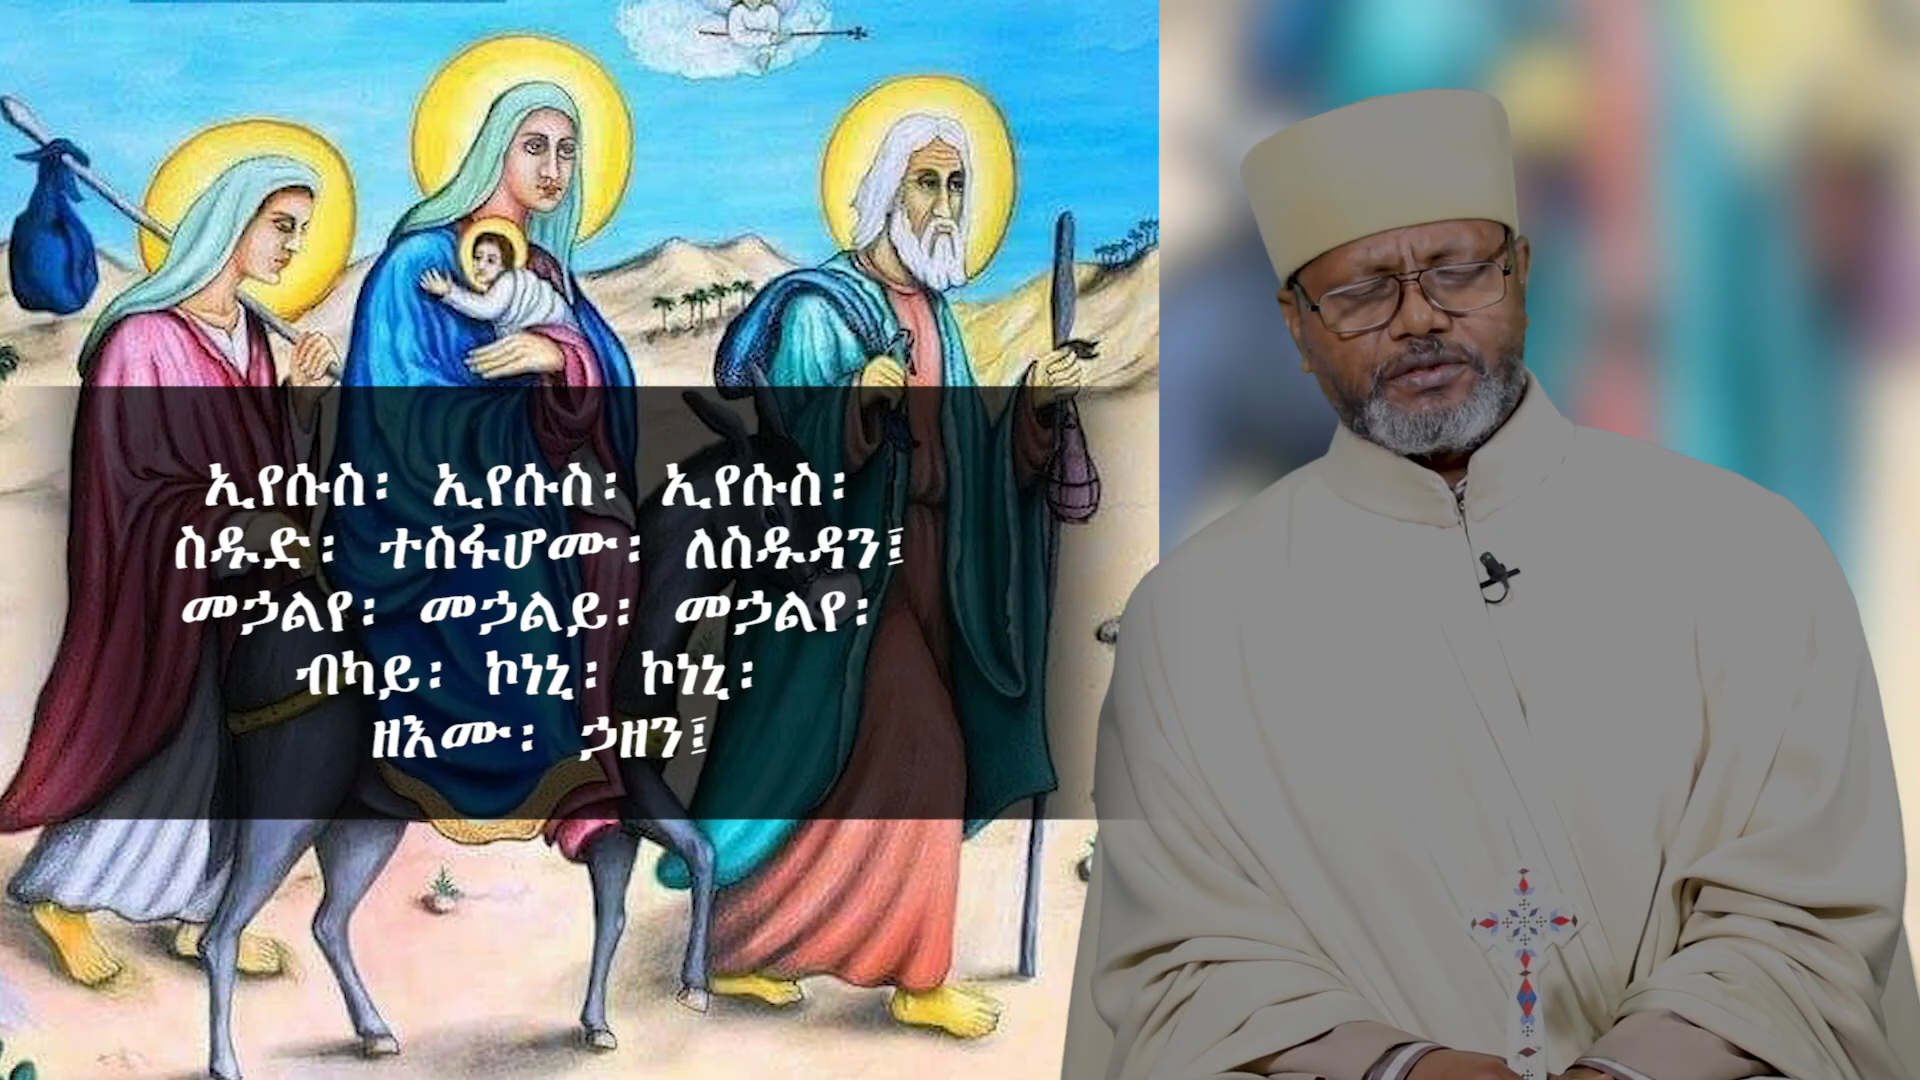 ኢየሱስ፡ ኢየሱስ፡ ኢየሱስ፡
ስዱድ፡ ተስፋሆሙ፡ ለስዱዳን፤
መኃልየ፡ መኃልይ፡ መኃልየ፡
ብካይ፡ ኮነኒ፡ ኮነኒ፡
ዘእሙ፡ ኃዘን፤